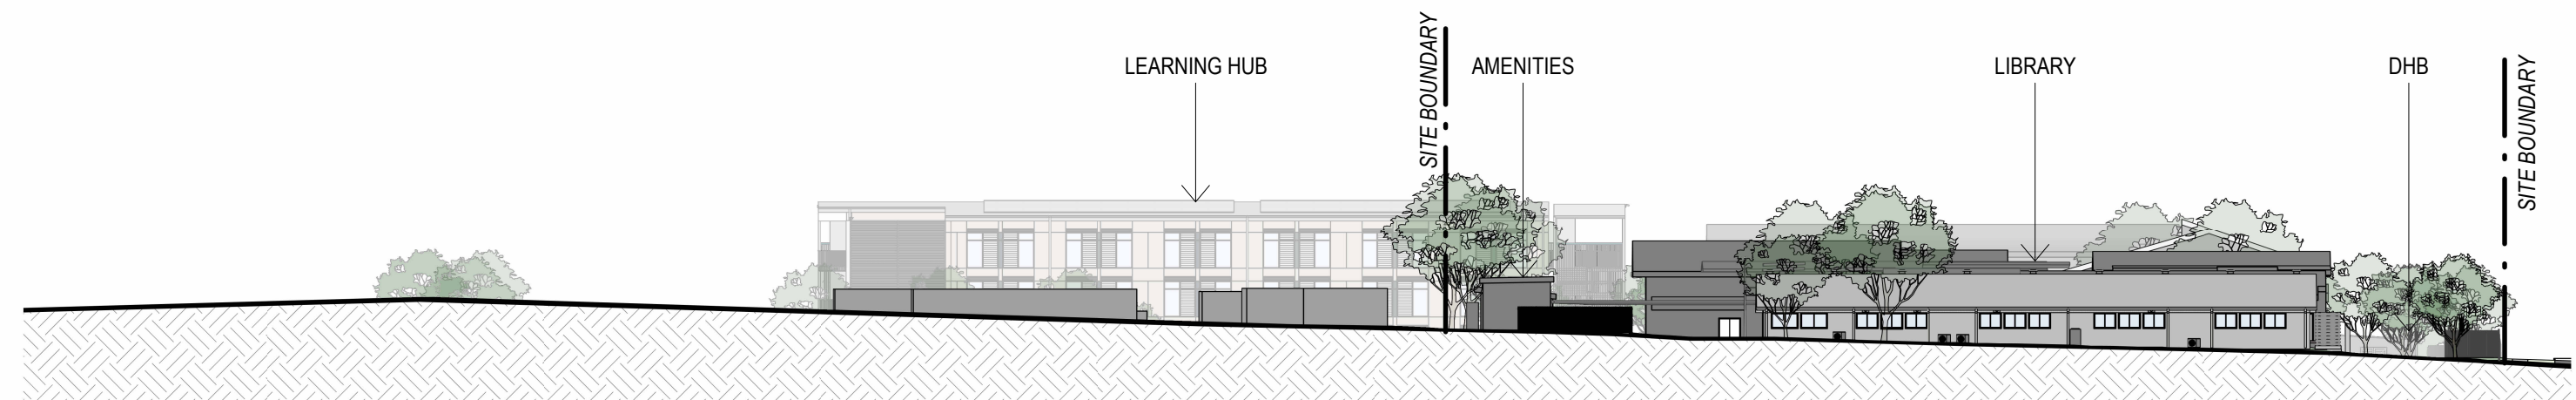 LEARNING HUB
SITE BOUNDARY
AMENITIES
LIBRARY
DHB
SITE BOUNDARY